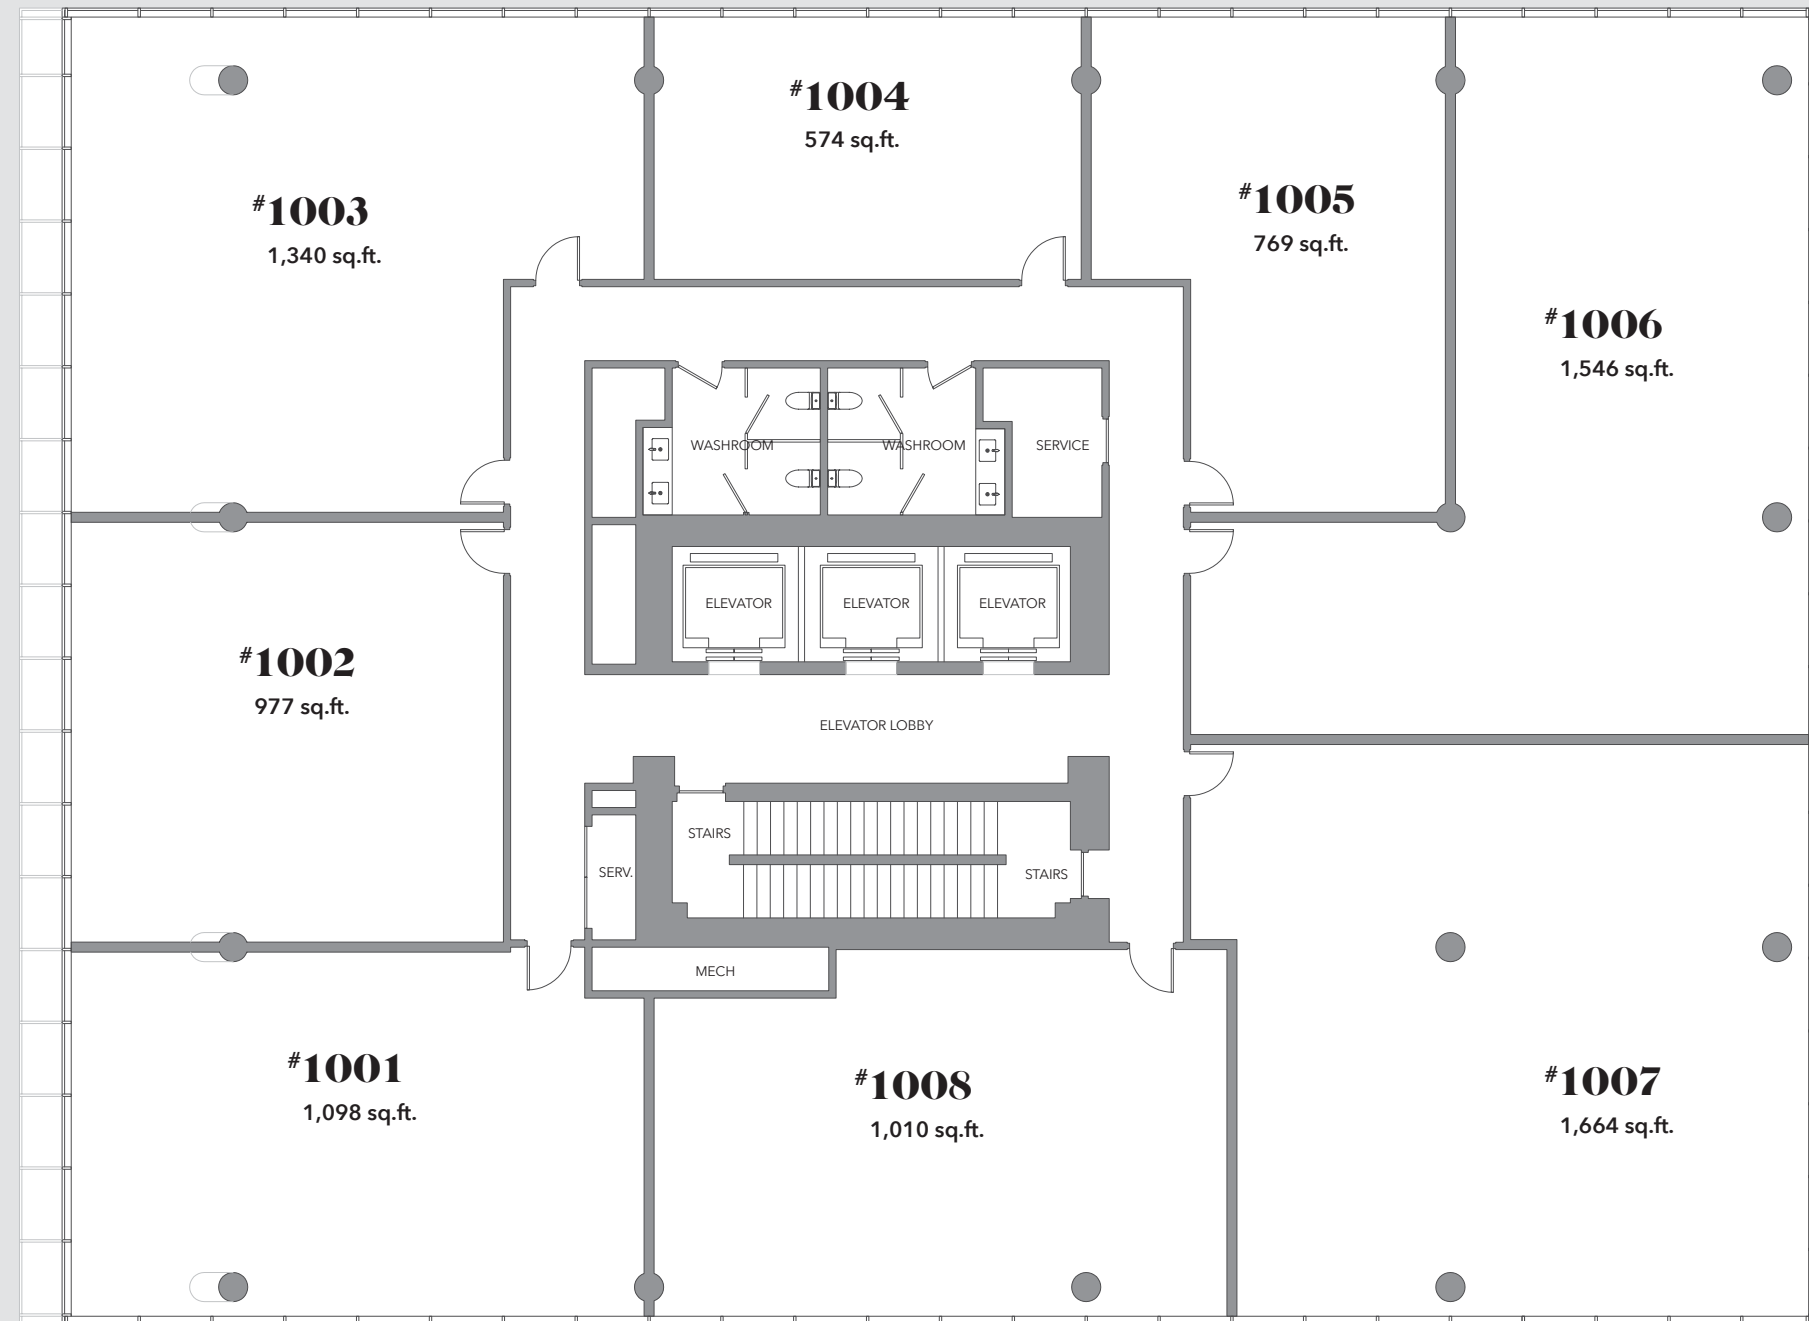 #1004
574 sq.ft.
#1003
1,340 sq.ft.
#1005
769 sq.ft.
#1006
1,546 sq.ft.
WASHROOM
WASHROOM
SERVICE
ELEVATOR
ELEVATOR
ELEVATOR
#1002
977 sq.ft.
ELEVATOR LOBBY
STAIRS
SERV.
STAIRS
MECH
#1001
1,098 sq.ft.
#1008
1,010 sq.ft.
#1007
1,664 sq.ft.